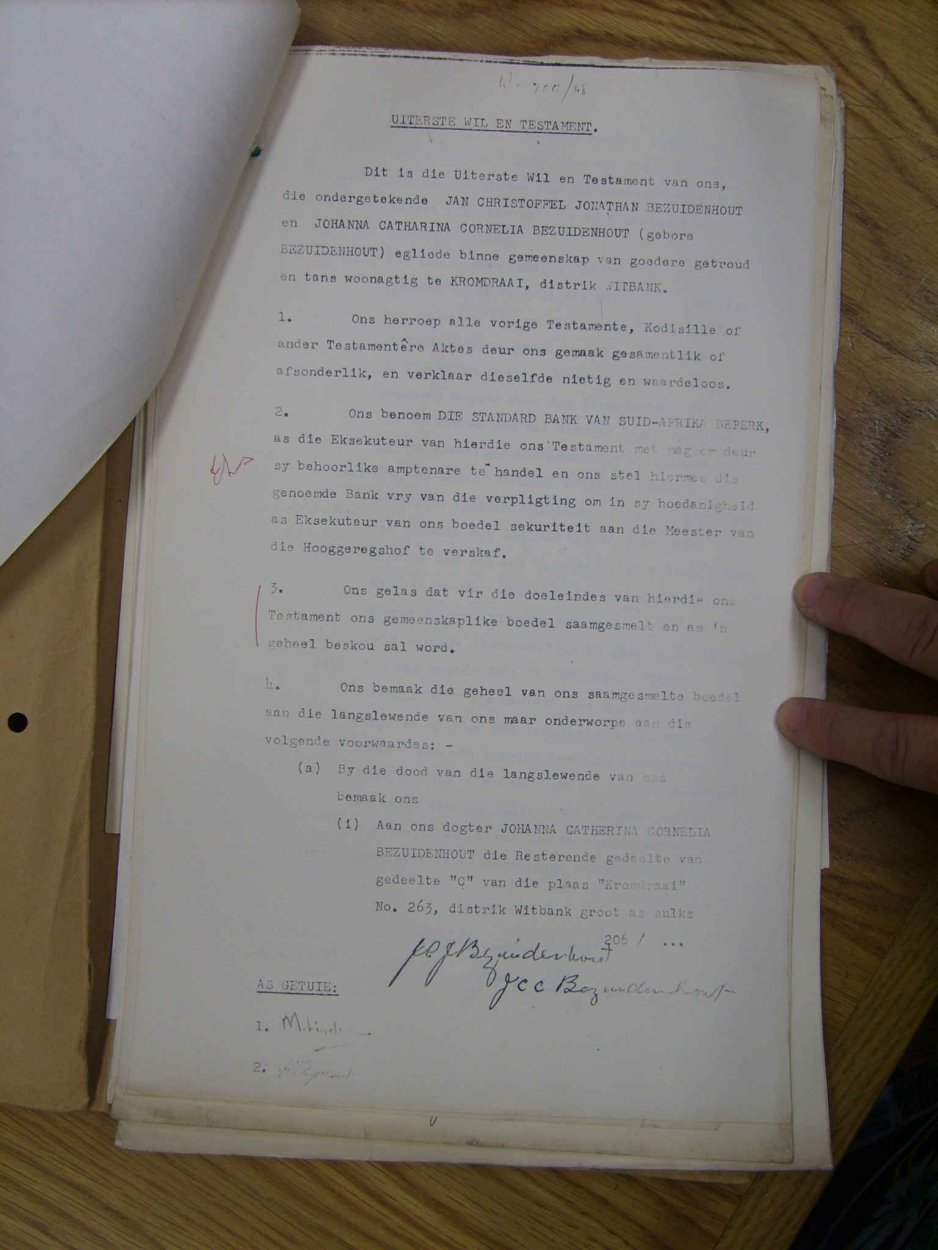 UITERSTE WIL EN TESTAMENT.
Dit is die Uiterste Wil en Testament van ons,
die ondergetekende JAN CHRISTOFFEL JONATHAN BEZUIDENHOUT
en JOHANNA CATHARINA CORNELIA BEZUIDENHOUT (gebore
BEZUIDENHOUT) egliede binne gemeenskap van goedere getroud
en tans woonagtig te KROMDRAAI, distrik WITBANK.
1. Ons herroep alle vorige Testamente, Kodisille of
ander Testamentêre Aktes deur ons gemaak gesamentlik of
afsonderlik, en verklaar dieselfde nietig en waardeloos.
2. Ons benoem DIE STANDARD BANK VAN SUID-AFRIKA BEPERK,
as die Eksekuteur van hierdie ons Testament met mag om deur
sy behoorlike amptenare te handel en ons stel hiermee die
genoemde Bank vry van die verpligting om in sy hoedanigheid
as Eksekuteur van ons boedel sekuriteit aan die Meester van
die Hooggeregshof te verskaf.
3. Ons gelas dat vir die doeleindes van hierdie ons
Testament ons gemeenskaplike boedel saamgesmelt en as 'n
geheel beskou sal word.
4. Ons bemaak die geheel van ons saamgesmelte boedel
aan die langslewende van ons maar onderworpe aan die
volgende voorwaardes: -
(a) By die dood van die langslewende van ons
bemaak ons
(i) Aan ons dogter JOHANNA CATHERINA CORNELIA
BEZUIDENHOUT die Resterende gedeelte van
gedeelte "C" van die plaas "Kromdraai"
No. 263, distrik Witbank groot as sulks
206 / ...
JCJ Bezuidenhout
JCC Bezuidenhout
AS GETUIE:
1.
2.